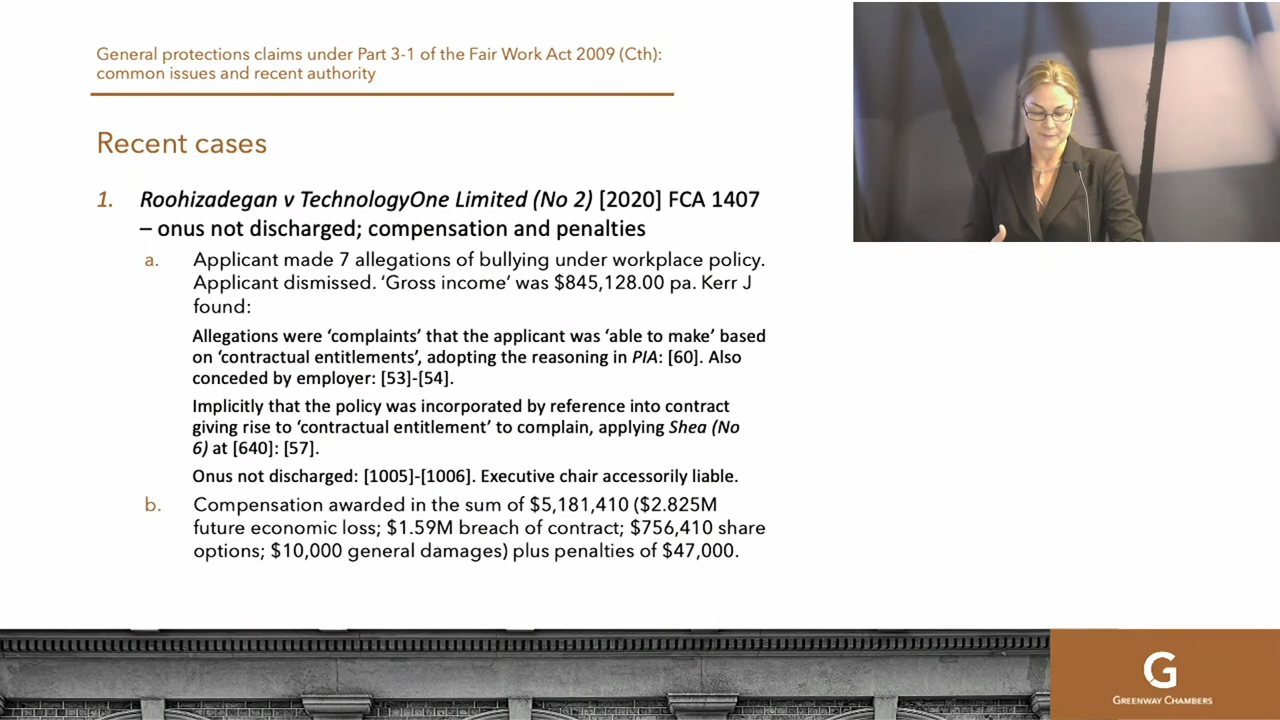 General protections claims under Part 3-1 of the Fair Work Act 2009 (Cth):
common issues and recent authority
Recent cases
1. Roohizadegan v TechnologyOne Limited (No 2) [2020] FCA 1407
– onus not discharged; compensation and penalties
a. Applicant made 7 allegations of bullying under workplace policy.
Applicant dismissed. ‘Gross income’ was $845,128.00 pa. Kerr J
found:
Allegations were ‘complaints’ that the applicant was ‘able to make’ based
on ‘contractual entitlements’, adopting the reasoning in PIA: [60]. Also
conceded by employer: [53]-[54].
Implicitly that the policy was incorporated by reference into contract
giving rise to ‘contractual entitlement’ to complain, applying Shea (No
6) at [640]: [57].
Onus not discharged: [1005]-[1006]. Executive chair accessorily liable.
b. Compensation awarded in the sum of $5,181,410 ($2.825M
future economic loss; $1.59M breach of contract; $756,410 share
options; $10,000 general damages) plus penalties of $47,000.
G
GREENWAY CHAMBERS